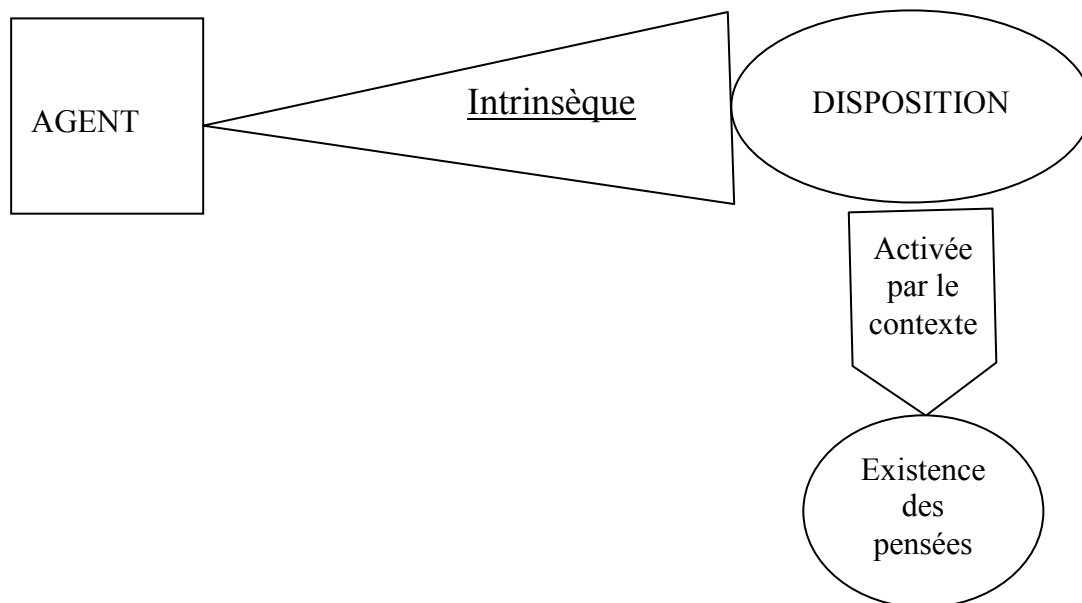 AGENT
Intrinsèque
DISPOSITION
Activée
par le
contexte
Existence
des
pensées